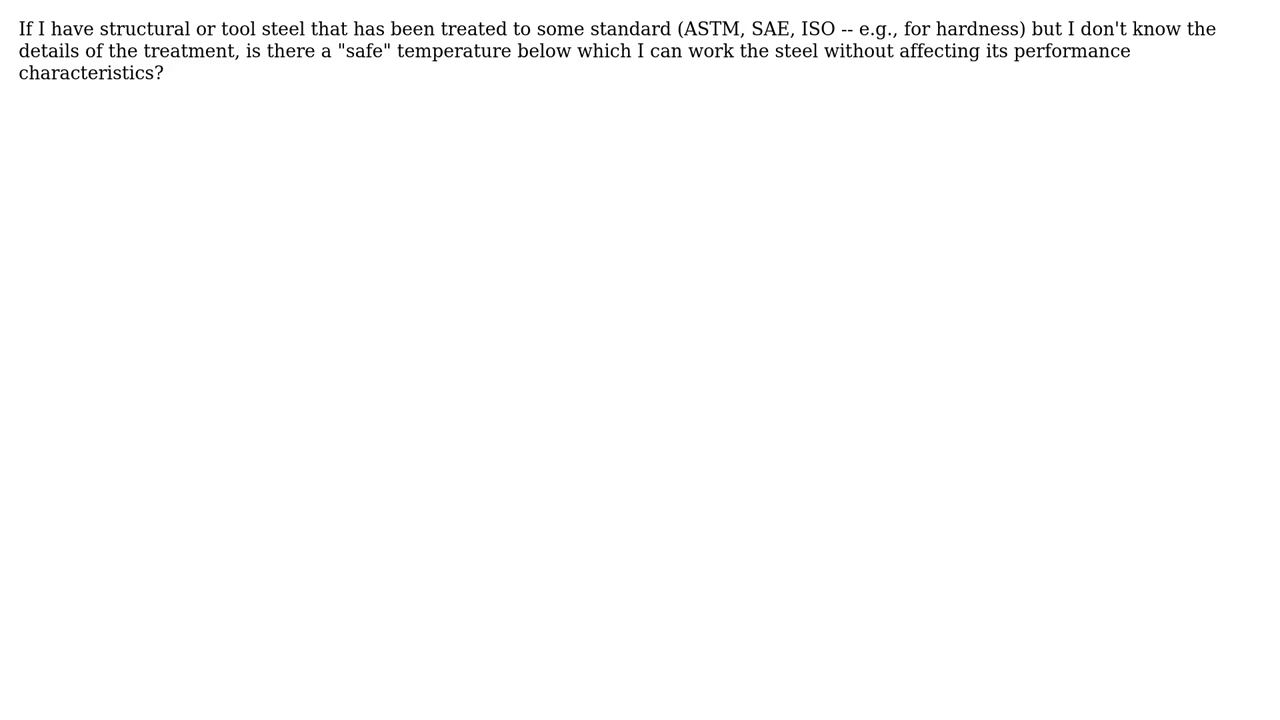 If I have structural or tool steel that has been treated to some standard (ASTM, SAE, ISO -- e.g., for hardness) but I don't know the
details of the treatment, is there a "safe" temperature below which I can work the steel without affecting its performance
characteristics?